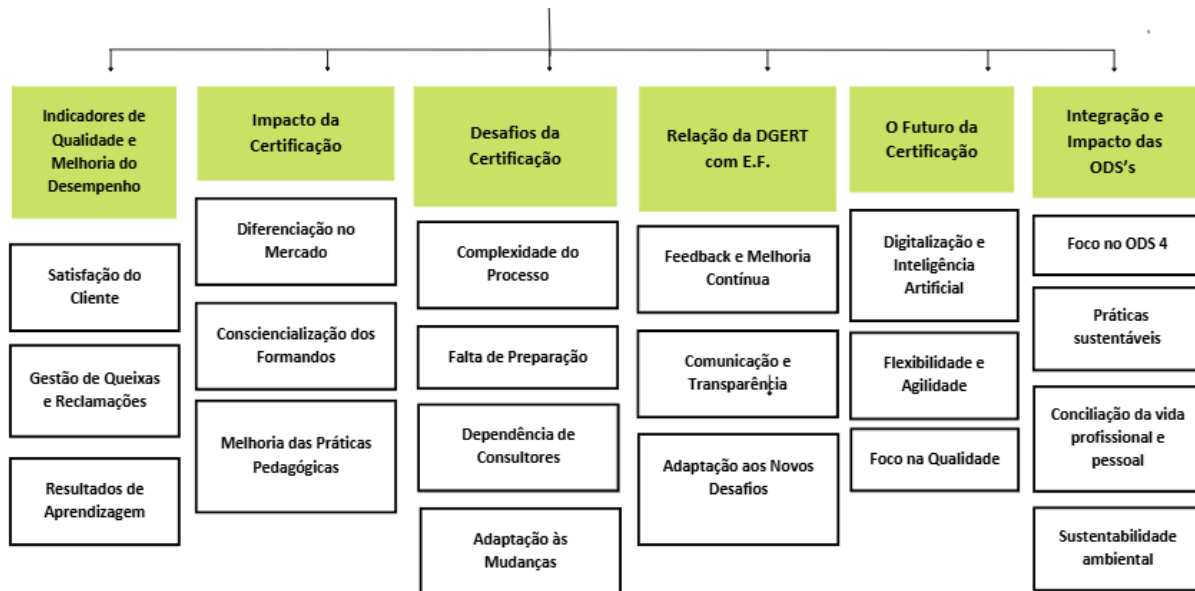 Indicadores de
Qualidade e
Melhoria do
Desempenho
Satisfação do
Cliente
Gestão de Queixas
e Reclamações
Resultados de
Aprendizagem
Impacto da
Certificação
Diferenciação no
Mercado
Consciencialização dos
Formandos
Melhoria das Práticas
Pedagógicas
Desafios da
Certificação
Complexidade do
Processo
Falta de Preparação
Dependência de
Consultores
Adaptação às
Mudanças
Relação da DGERT
com E.F.
Feedback e Melhoria
Contínua
Comunicação e
Transparência
Adaptação aos Novos
Desafios
O Futuro da
Certificação
Digitalização e
Inteligência
Artificial
Flexibilidade e
Agilidade
Foco na Qualidade
Integração e
Impacto das
ODS’s
Foco no ODS 4
Práticas
sustentáveis
Conciliação da vida
profissional e
pessoal
Sustentabilidade
ambiental